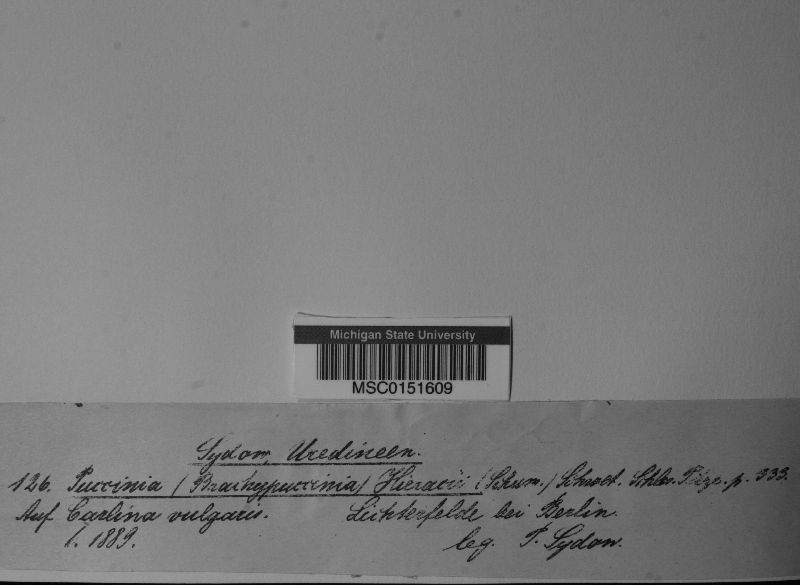 Michigan State University
MSC0151609
Sydow, Uredineen.
126. Puccinia (Brachypuccinia) Hieracii (Schum.) Schroet. Schles. Pilze. p. 333.
Auf Carlina vulgaris. Lichterfelde bei Berlin.
1. 1889. leg. P. Sydow.